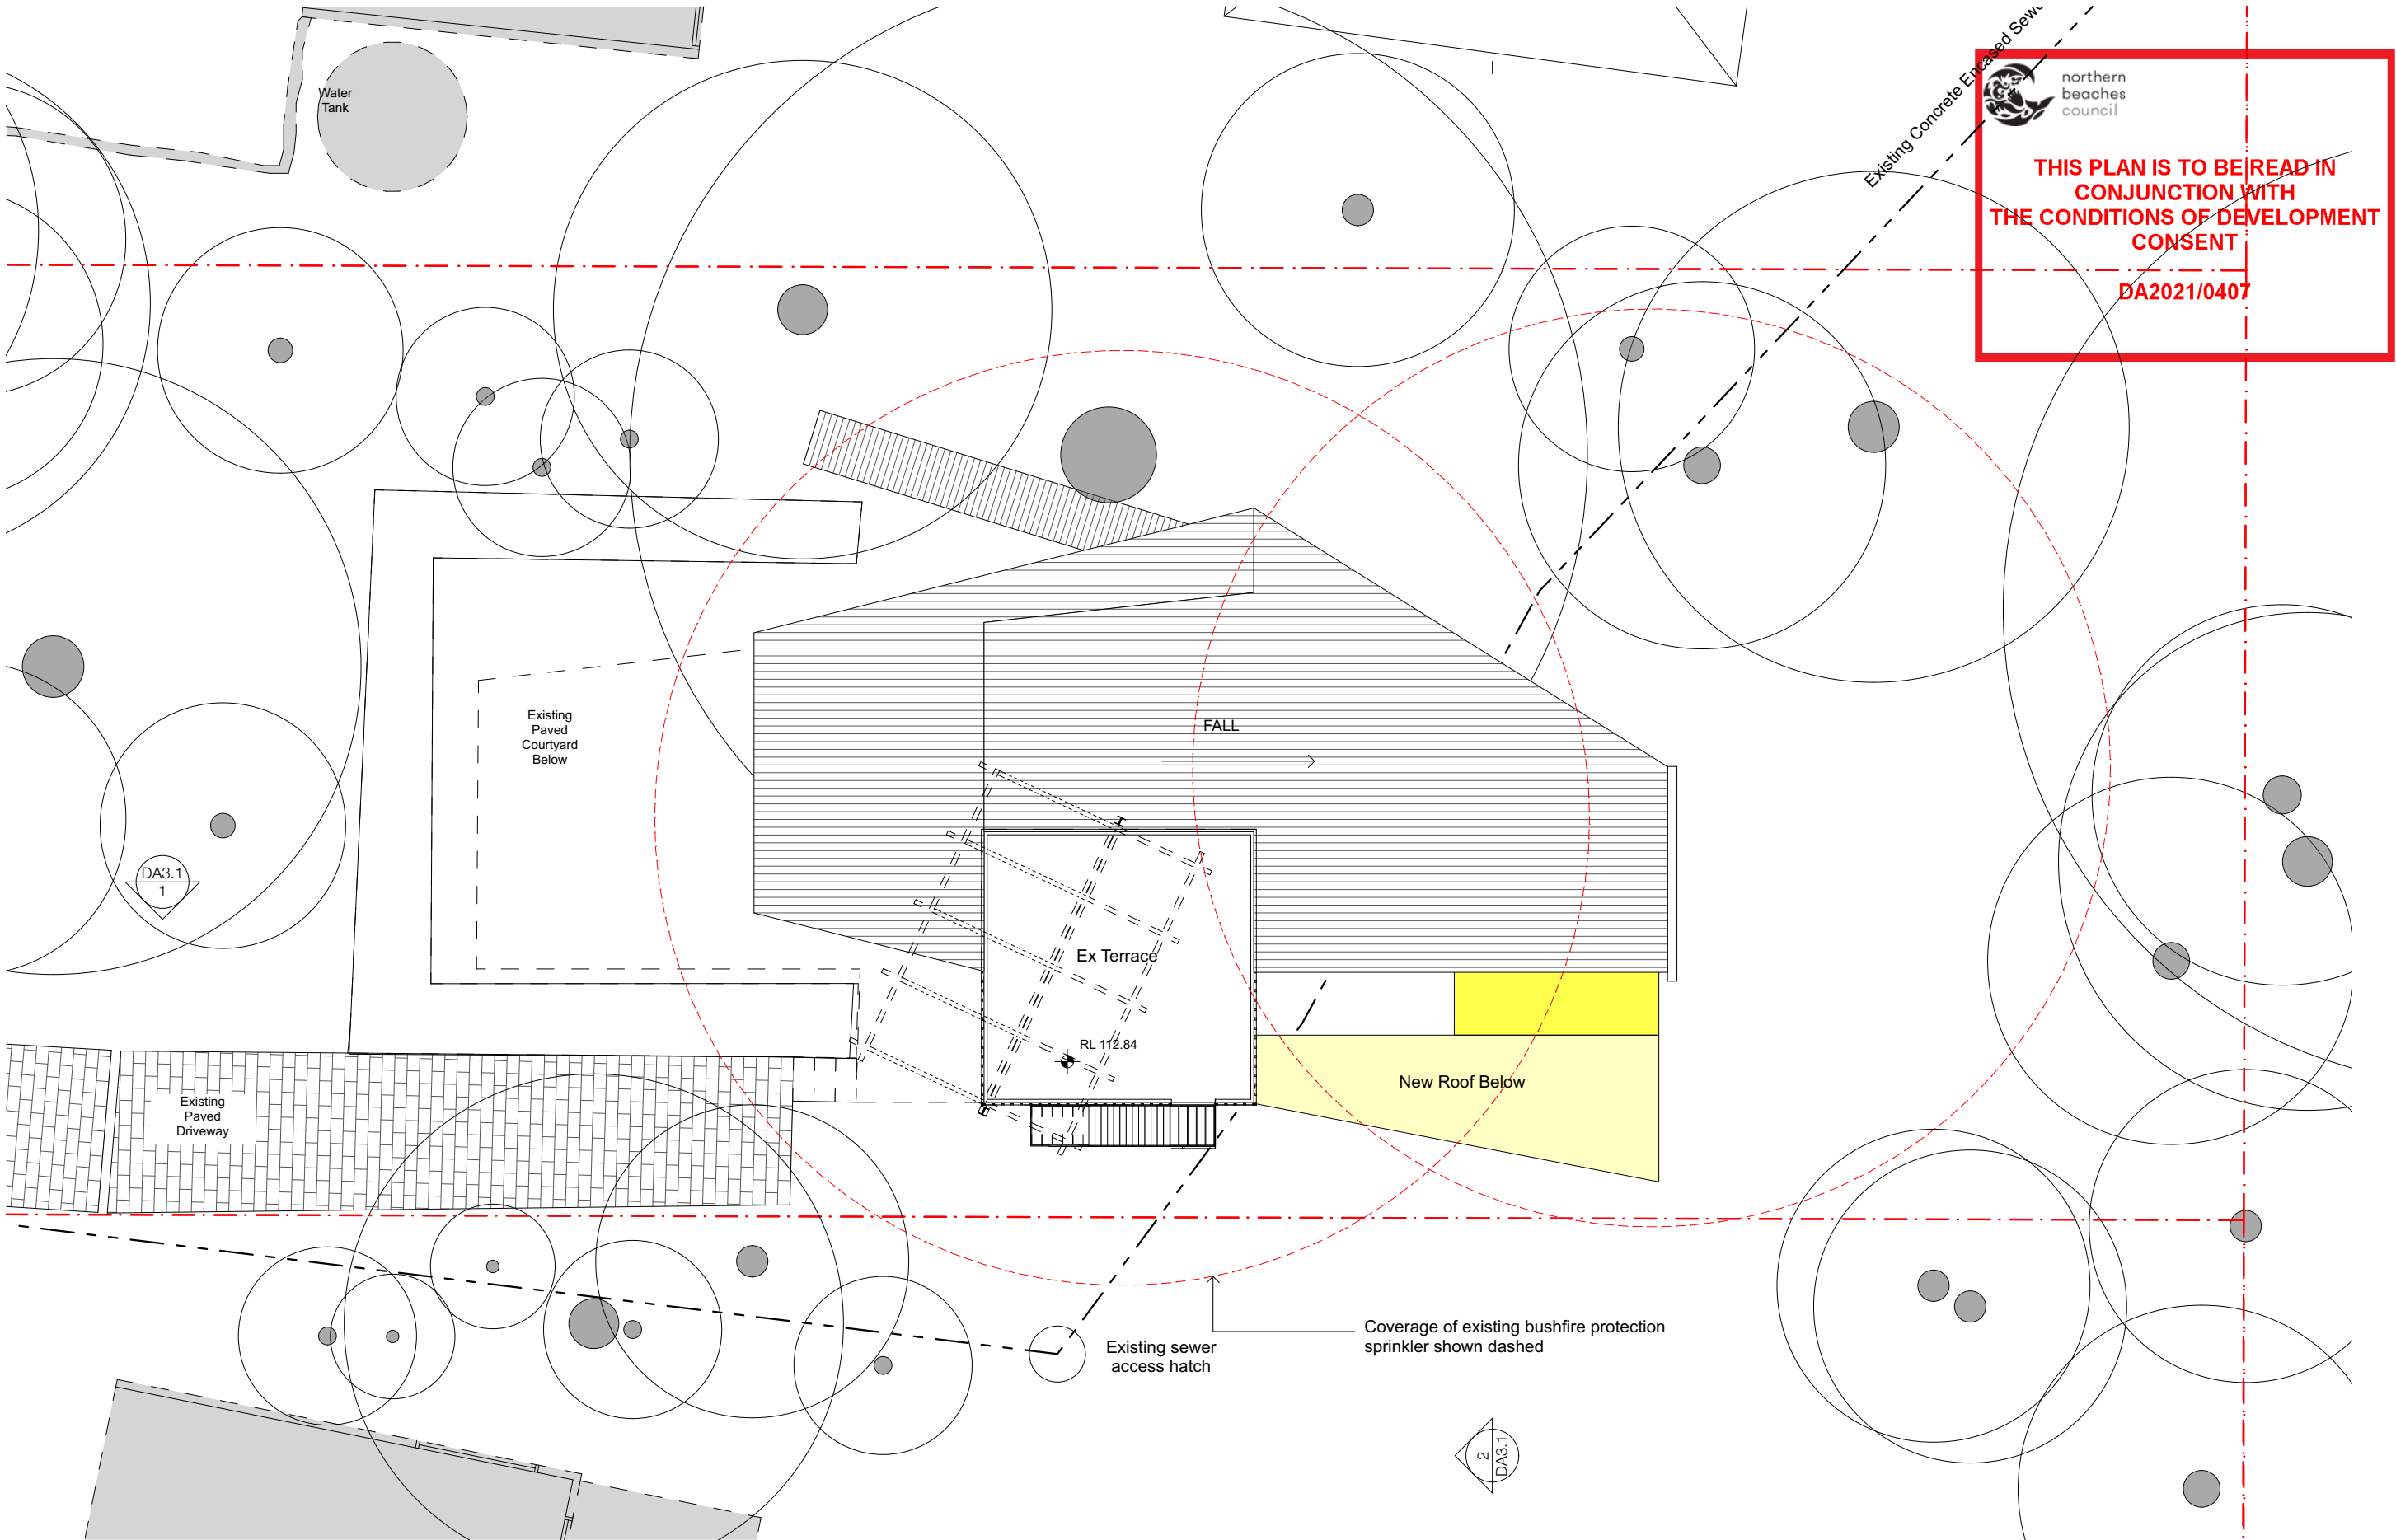 Water
Tank
Existing Concrete Encased Sewe
northern
beaches
council
THIS PLAN IS TO BE READ IN
CONJUNCTION WITH
THE CONDITIONS OF DEVELOPMENT
CONSENT
DA2021/0407
Existing
Paved
Courtyard
Below
FALL
DA3.1
1
Ex Terrace
RL 112.84
New Roof Below
Existing
Paved
Driveway
Existing sewer
access hatch
Coverage of existing bushfire protection
sprinkler shown dashed
2
DA3.1